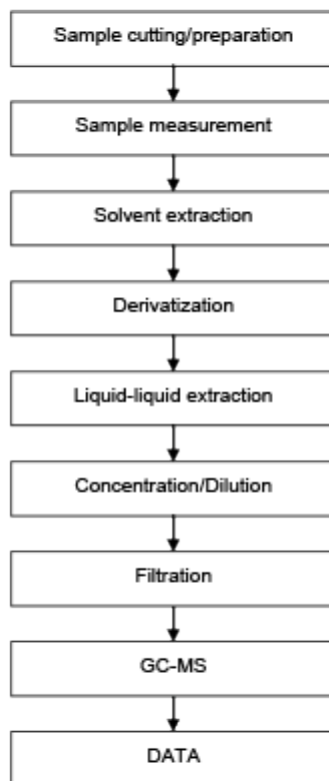 Sample cutting/preparation
Sample measurement
Solvent extraction
Derivatization
Liquid-liquid extraction
Concentration/Dilution
Filtration
GC-MS
DATA